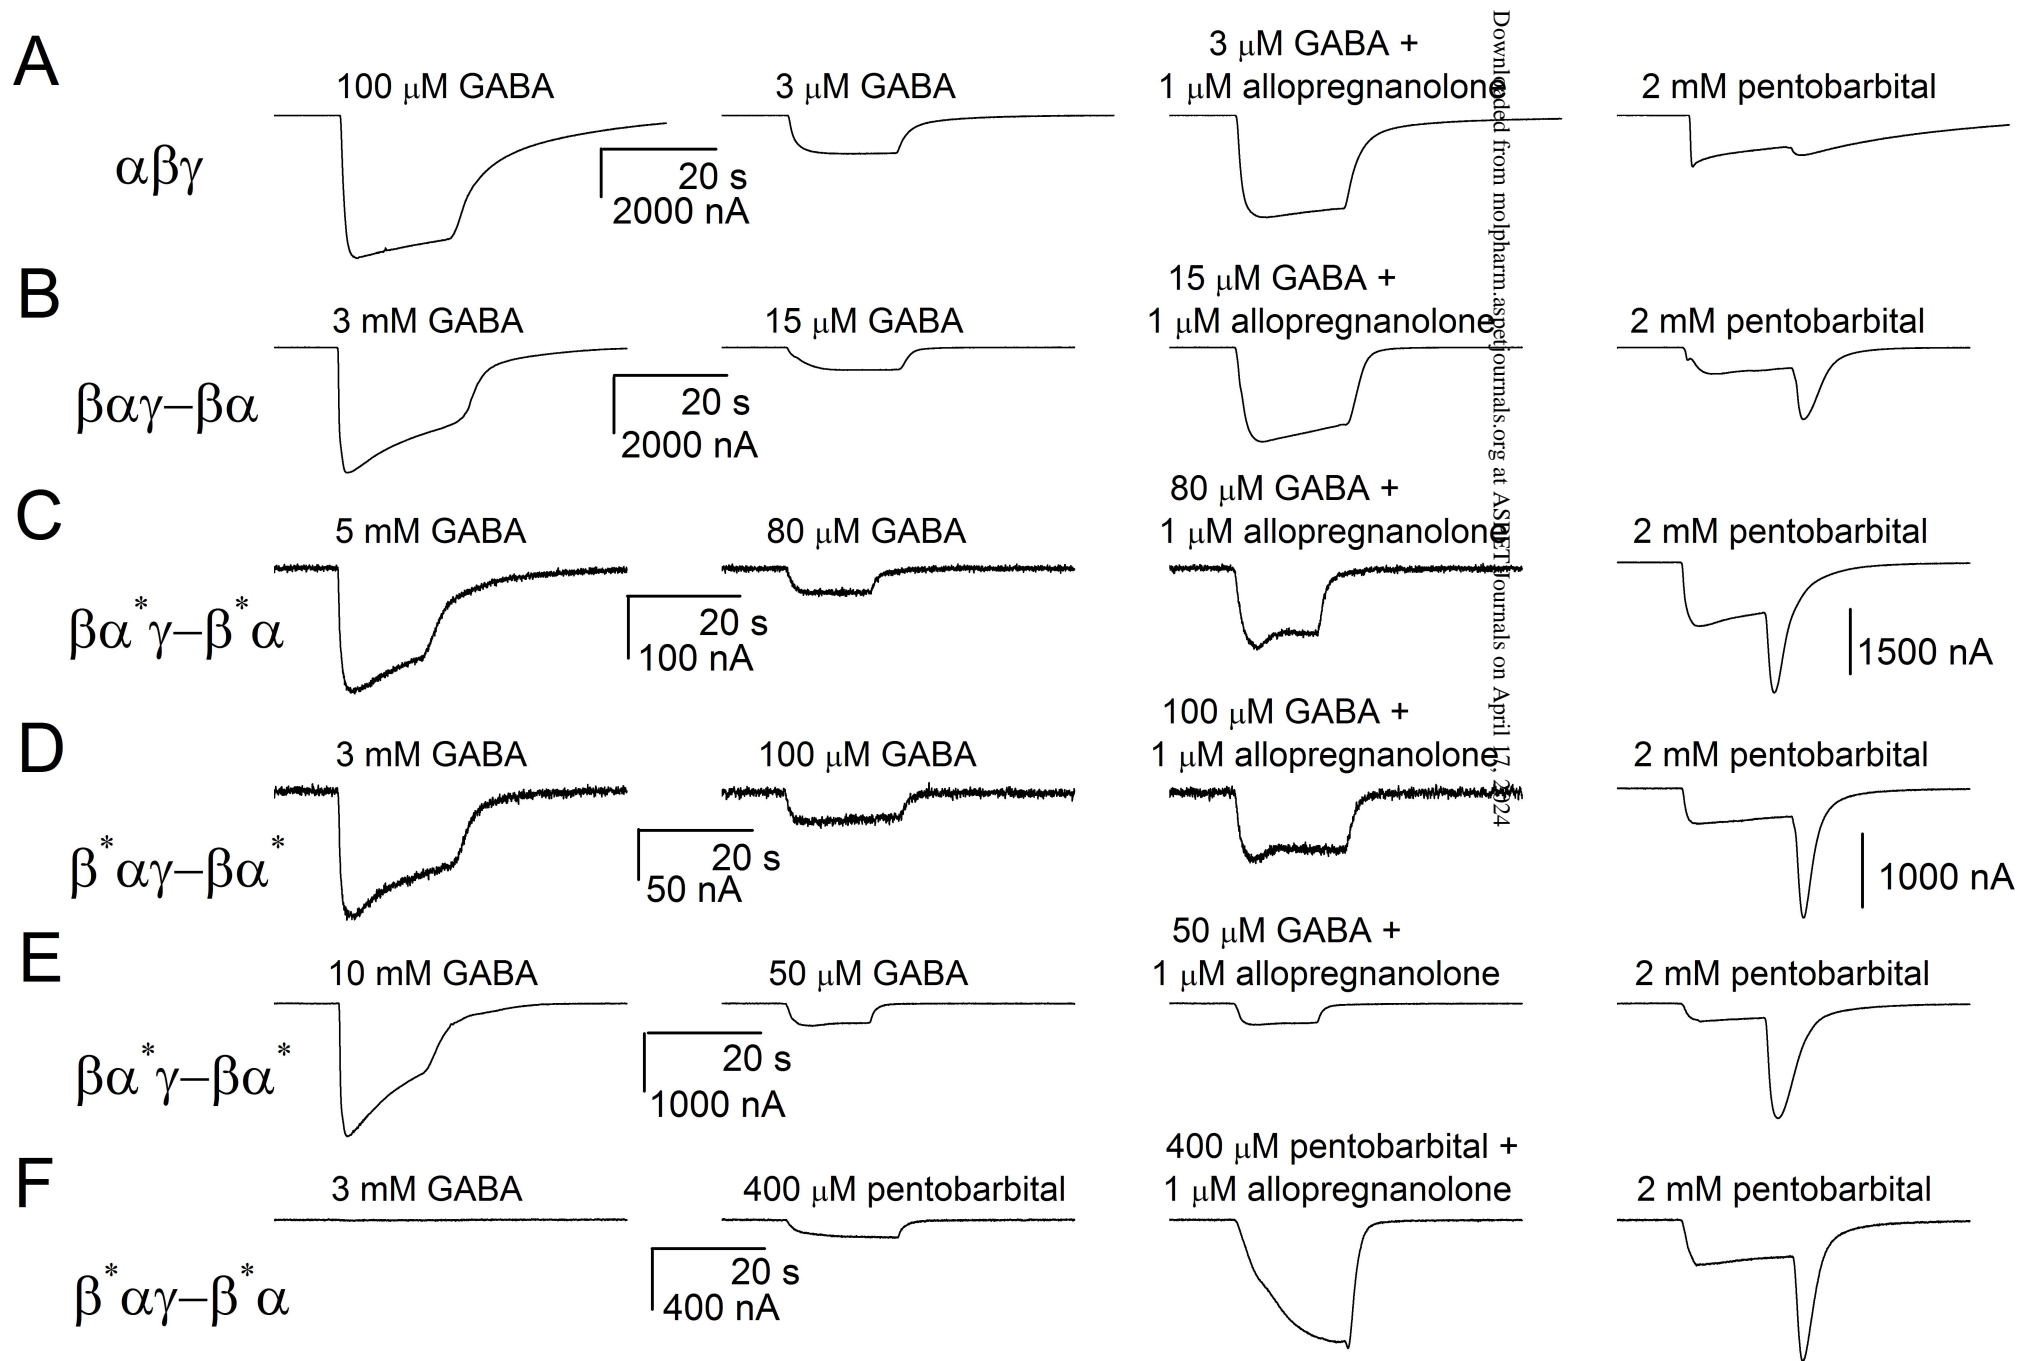 A
αβγ
100 μM GABA
20 s
2000 nA
3 μM GABA
3 μM GABA +
1 μM allopregnanolone
2 mM pentobarbital
B
βαγ–βα
3 mM GABA
20 s
2000 nA
15 μM GABA
15 μM GABA +
1 μM allopregnanolone
2 mM pentobarbital
C
βα*γ–β*α
5 mM GABA
20 s
100 nA
80 μM GABA
80 μM GABA +
1 μM allopregnanolone
2 mM pentobarbital
1500 nA
D
β*αγ–βα*
3 mM GABA
20 s
50 nA
100 μM GABA
100 μM GABA +
1 μM allopregnanolone
2 mM pentobarbital
1000 nA
E
βα*γ–βα*
10 mM GABA
20 s
1000 nA
50 μM GABA
50 μM GABA +
1 μM allopregnanolone
2 mM pentobarbital
F
β*αγ–β*α
3 mM GABA
20 s
400 nA
400 μM pentobarbital
400 μM pentobarbital +
1 μM allopregnanolone
2 mM pentobarbital
Downloaded from molpharm.aspetjournals.org at ASPET Journals on April 17, 2024